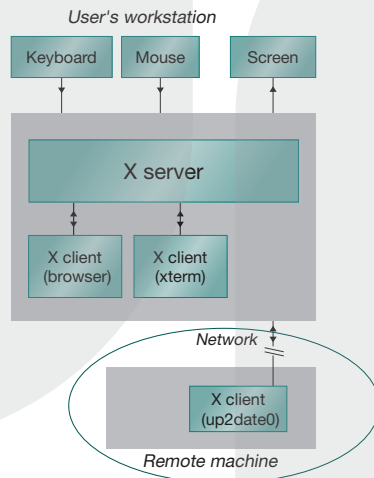 User's workstation
Keyboard Mouse Screen
X server
X client
(browser)
X client
(xterm)
Network
X client
(up2date0)
Remote machine